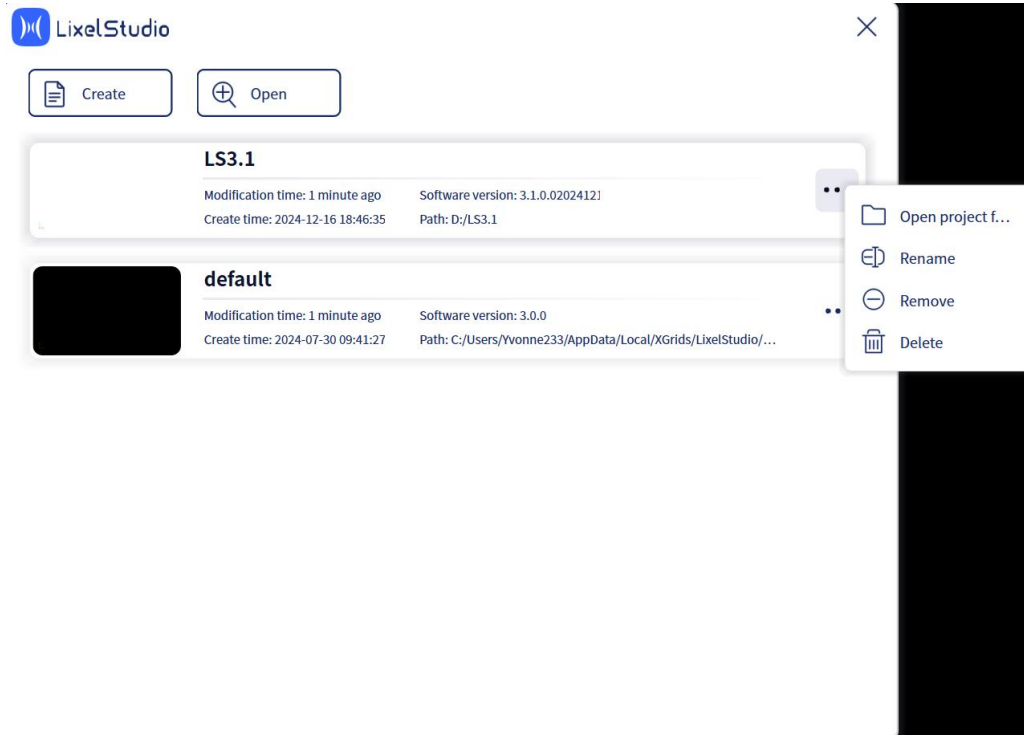 LixelStudio
Create
Open
LS3.1
Modification time: 1 minute ago
Software version: 3.1.0.0202412
Create time: 2024-12-16 18:46:35
Path: D:/LS3.1
default
Modification time: 1 minute ago
Software version: 3.0.0
Create time: 2024-07-30 09:41:27
Path: C:/Users/Yvonne233/AppData/Local/XGrids/LixelStudio/...
Open project f...
Rename
Remove
Delete